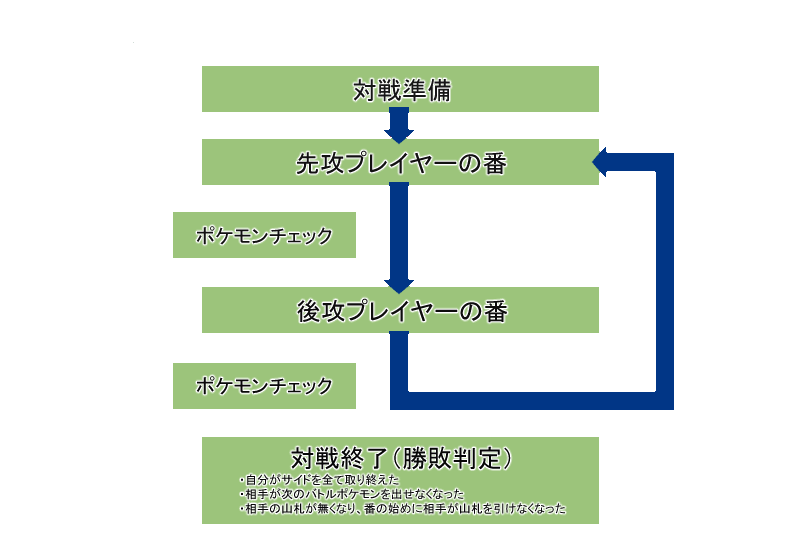 対戦準備
先攻プレイヤーの番
ポケモンチェック
後攻プレイヤーの番
ポケモンチェック
対戦終了(勝敗判定)
・自分がサイドを全て取り終えた
・相手が次のバトルポケモンを出せなくなった
・相手の山札が無くなり、番の始めに相手が山札を引けなくなった